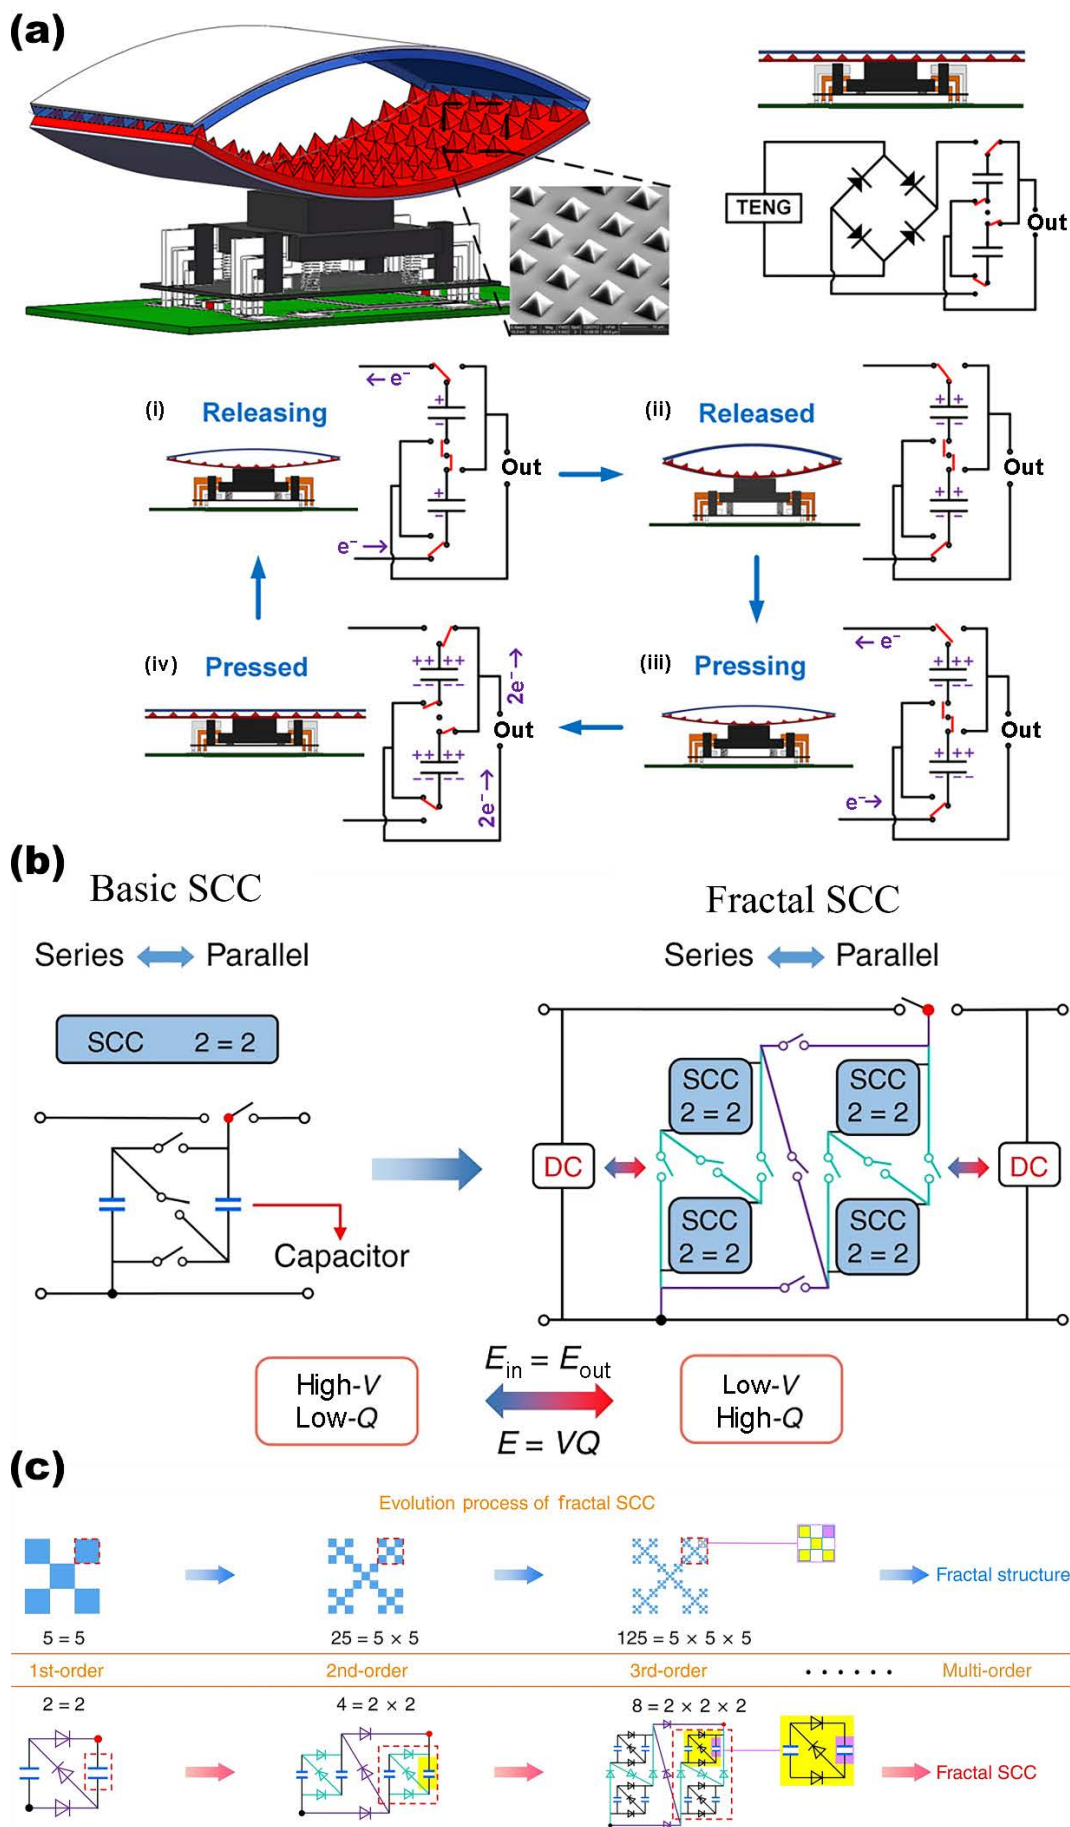 (a)
TENG
Out
(i)
Releasing
← e⁻
Out
e⁻ →
(ii)
Released
+ +
Out
(iv)
Pressed
2e⁻ →
Out
2e⁻ →
(iii)
Pressing
← e⁻
Out
e⁻→
(b)
Basic SCC
Series
Parallel
SCC 2 = 2
Capacitor
Fractal SCC
Series
Parallel
SCC
2 = 2
SCC
2 = 2
DC
DC
SCC
2 = 2
SCC
2 = 2
High-V
Low-Q
Ein = Eout
E = VQ
Low-V
High-Q
(c)
Evolution process of fractal SCC
Fractal structure
5 = 5
25 = 5 × 5
125 = 5 × 5 × 5
1st-order
2nd-order
3rd-order
······
Multi-order
2 = 2
4 = 2 × 2
8 = 2 × 2 × 2
Fractal SCC